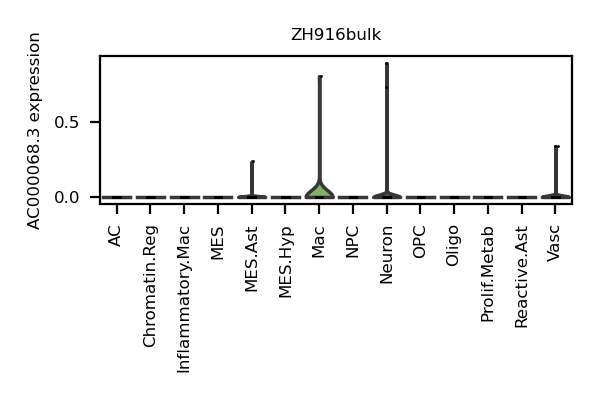 ZH916bulk
AC000068.3 expression
0.5
0.0
AC
Chromatin.Reg
Inflammatory.Mac
MES
MES.Ast
MES.Hyp
Mac
NPC
Neuron
OPC
Oligo
Prolif.Metab
Reactive.Ast
Vasc